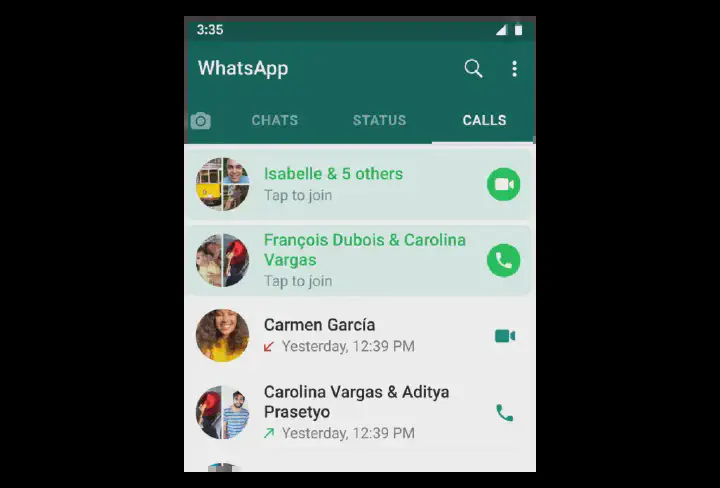 3:35
WhatsApp
CHATS STATUS CALLS
Isabelle & 5 others
Tap to join
François Dubois & Carolina
Vargas
Tap to join
Carmen García
Yesterday, 12:39 PM
Carolina Vargas & Aditya
Prasetyo
Yesterday, 12:39 PM